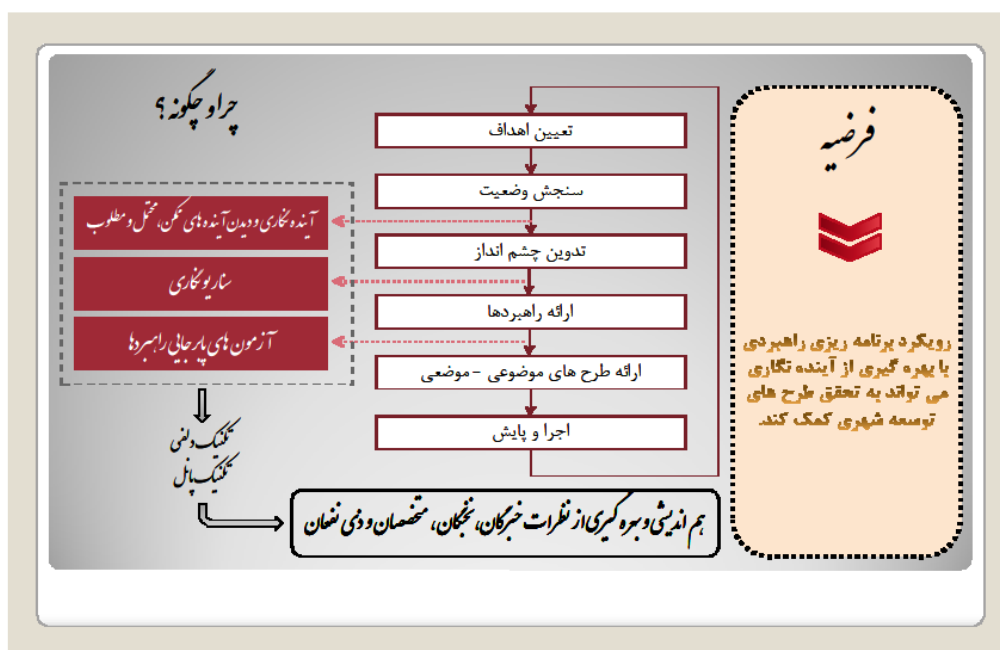 فرضیه
رویکرد برنامه ریزی راهبردی
با بهره گیری از آینده نگاری
می تواند به تحقق طرح های
توسعه شهری کمک کند.
تعیین اهداف
سنجش وضعیت
تدوین چشم انداز
ارائه راهبردها
ارائه طرح های موضوعی - موضعی
اجرا و پایش
چرا و چگونه ؟
آینده نگاری و دیدن آینده های ممکن، محتمل و مطلوب
سناریو نگاری
آزمون های پابرجایی راهبردها
تکنیک دلفی
تکنیک پانل
هم اندیشی و بهره گیری از نظرات خبرگان، نخبگان، متخصصان و ذی نفعان